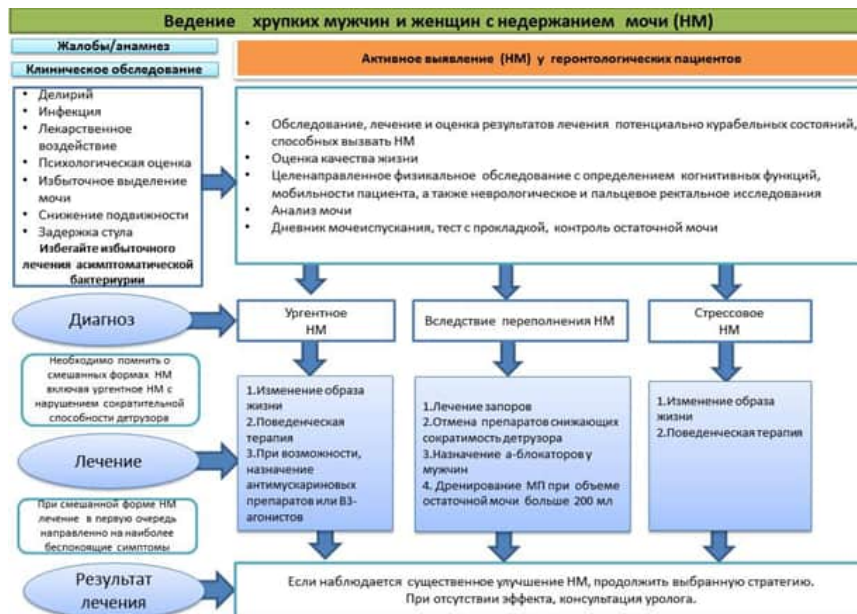 Ведение хрупких мужчин и женщин с недержанием мочи (НМ)
Жалобы/анамнез
Клиническое обследование
Активное выявление (НМ) у геронтологических пациентов
• Делирий
• Инфекция
• Лекарственное
воздействие
• Психологическая оценка
• Избыточное выделение
мочи
• Снижение подвижности
• Задержка стула
Избегайте избыточного
лечения асимптоматической
бактериурии
• Обследование, лечение и оценка результатов лечения потенциально курабельных состояний,
способных вызвать НМ
• Оценка качества жизни
• Целенаправленное физикальное обследование с определением когнитивных функций,
мобильности пациента, а также неврологическое и пальцевое ректальное исследования
• Анализ мочи
• Дневник мочеиспускания, тест с прокладкой, контроль остаточной мочи
Диагноз
Ургентное
НМ
Вследствие переполнения НМ
Стрессовое
НМ
Необходимо помнить о
смешанных формах НМ
включая ургентное НМ с
нарушением сократительной
способности детрузора
Лечение
1.Изменение образа
жизни
2.Поведенческая
терапия
3.При возможности,
назначение
антимускариновых
препаратов или В3-
агонистов
1.Лечение запоров
2.Отмена препаратов снижающих
сократимость детрузора
3.Назначение а-блокаторов у
мужчин
4. Дренирование МП при объеме
остаточной мочи больше 200 мл
1.Изменение образа
жизни
2.Поведенческая терапия
При смешанной форме НМ
лечение в первую очередь
направленно на наиболее
беспокоящие симптомы
Результат
лечения
Если наблюдается существенное улучшение НМ, продолжить выбранную стратегию.
При отсутствии эффекта, консультация уролога.